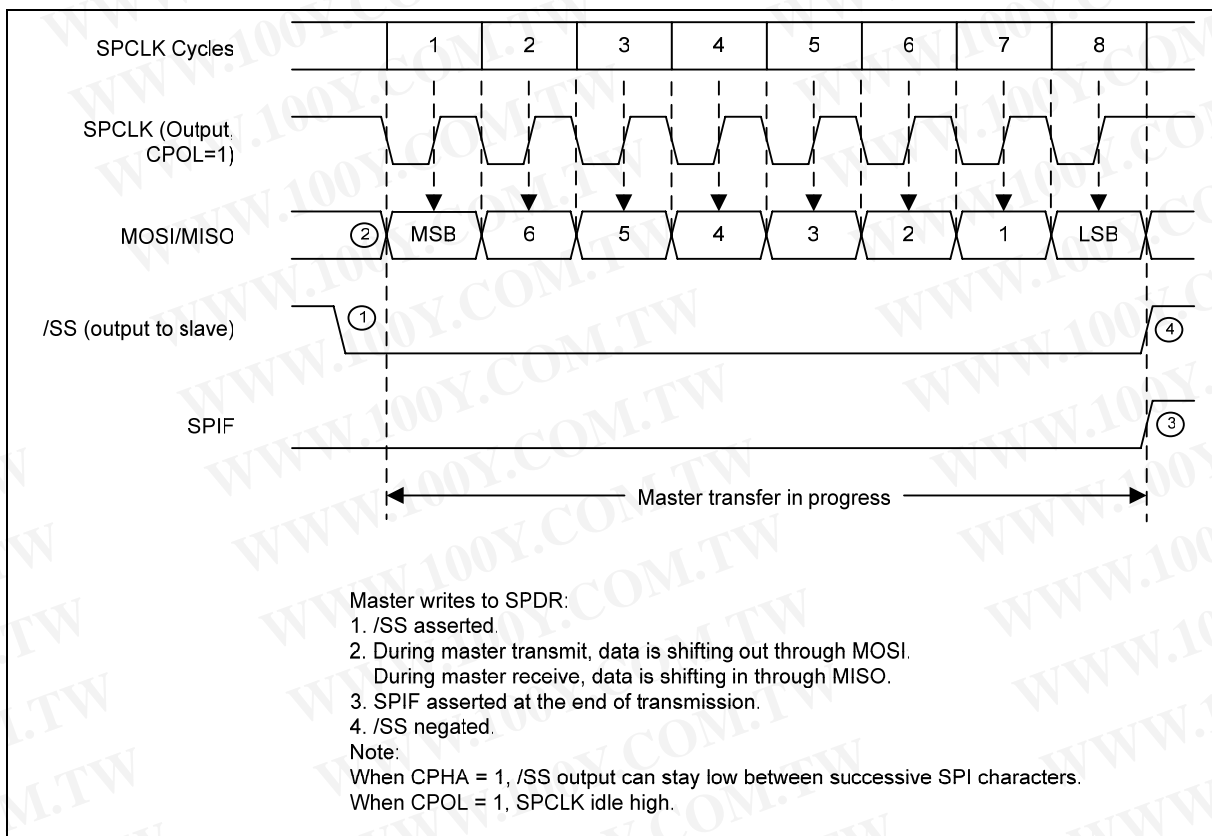 SPCLK Cycles 1 2 3 4 5 6 7 8
SPCLK (Output,
CPOL=1)
MOSI/MISO 2 MSB 6 5 4 3 2 1 LSB
/SS (output to slave) 1 4
SPIF 3
Master transfer in progress
Master writes to SPDR:
1. /SS asserted.
2. During master transmit, data is shifting out through MOSI.
During master receive, data is shifting in through MISO.
3. SPIF asserted at the end of transmission.
4. /SS negated.
Note:
When CPHA = 1, /SS output can stay low between successive SPI characters.
When CPOL = 1, SPCLK idle high.
WWW.100Y.COM.TW